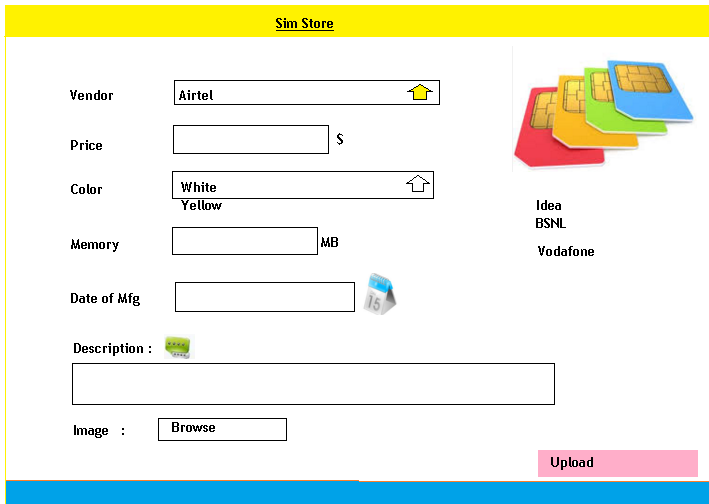 Sim Store
Vendor
Airtel
Price
$
Color
White
Yellow
Idea
BSNL
Memory
MB
Vodafone
Date of Mfg
15
Description :
Image :
Browse
Upload